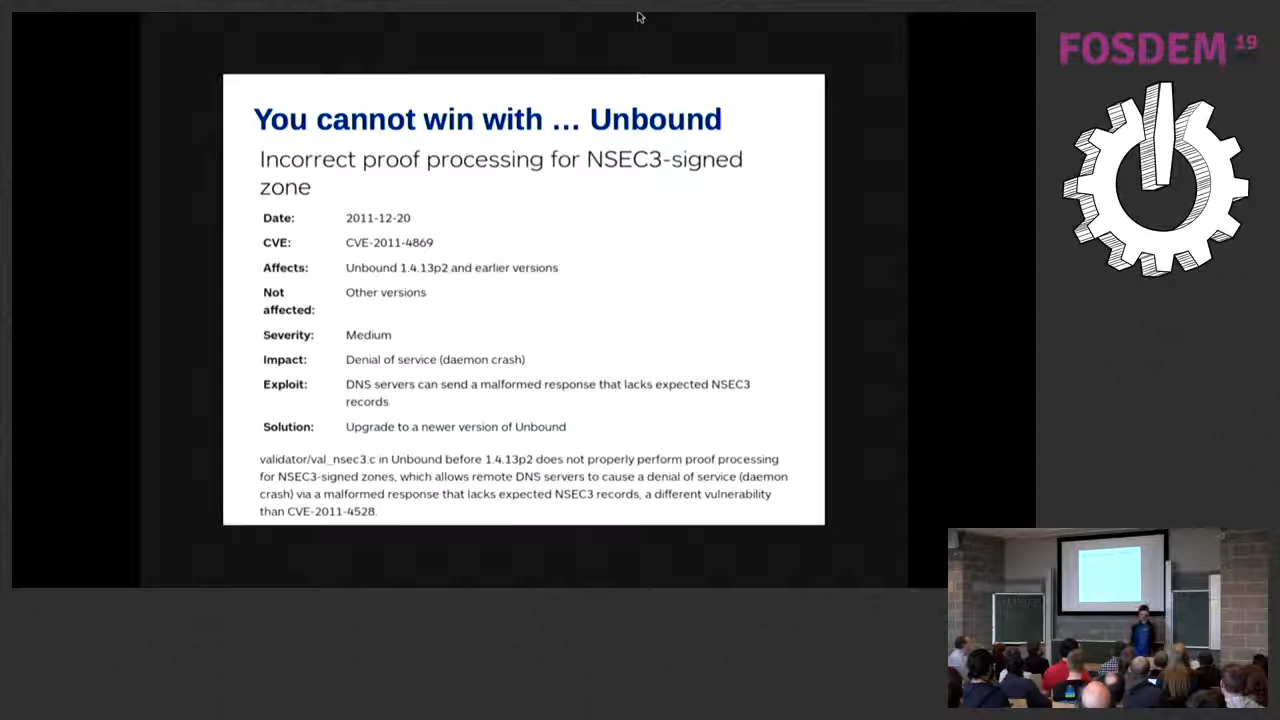 FOSDEM 19
You cannot win with … Unbound
Incorrect proof processing for NSEC3-signed
zone
Date: 2011-12-20
CVE: CVE-2011-4869
Affects: Unbound 1.4.13p2 and earlier versions
Not Other versions
affected:
Severity: Medium
Impact: Denial of service (daemon crash)
Exploit: DNS servers can send a malformed response that lacks expected NSEC3
records
Solution: Upgrade to a newer version of Unbound
validator/val_nsec3.c in Unbound before 1.4.13p2 does not properly perform proof processing
for NSEC3-signed zones, which allows remote DNS servers to cause a denial of service (daemon
crash) via a malformed response that lacks expected NSEC3 records, a different vulnerability
than CVE-2011-4528.